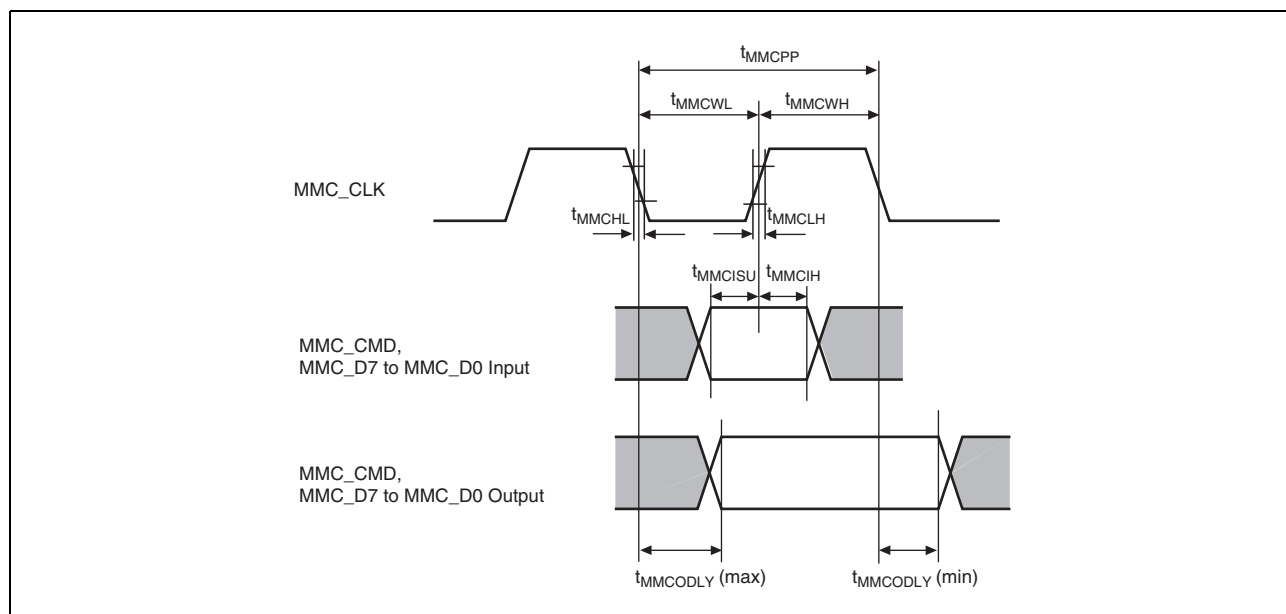 tMMCPP
tMMCWL
tMMCWH
MMC_CLK
tMMCHL
tMMCLH
tMMCISU
tMMCIH
MMC_CMD,
MMC_D7 to MMC_D0 Input
MMC_CMD,
MMC_D7 to MMC_D0 Output
tMMCODLY (max)
tMMCODLY (min)